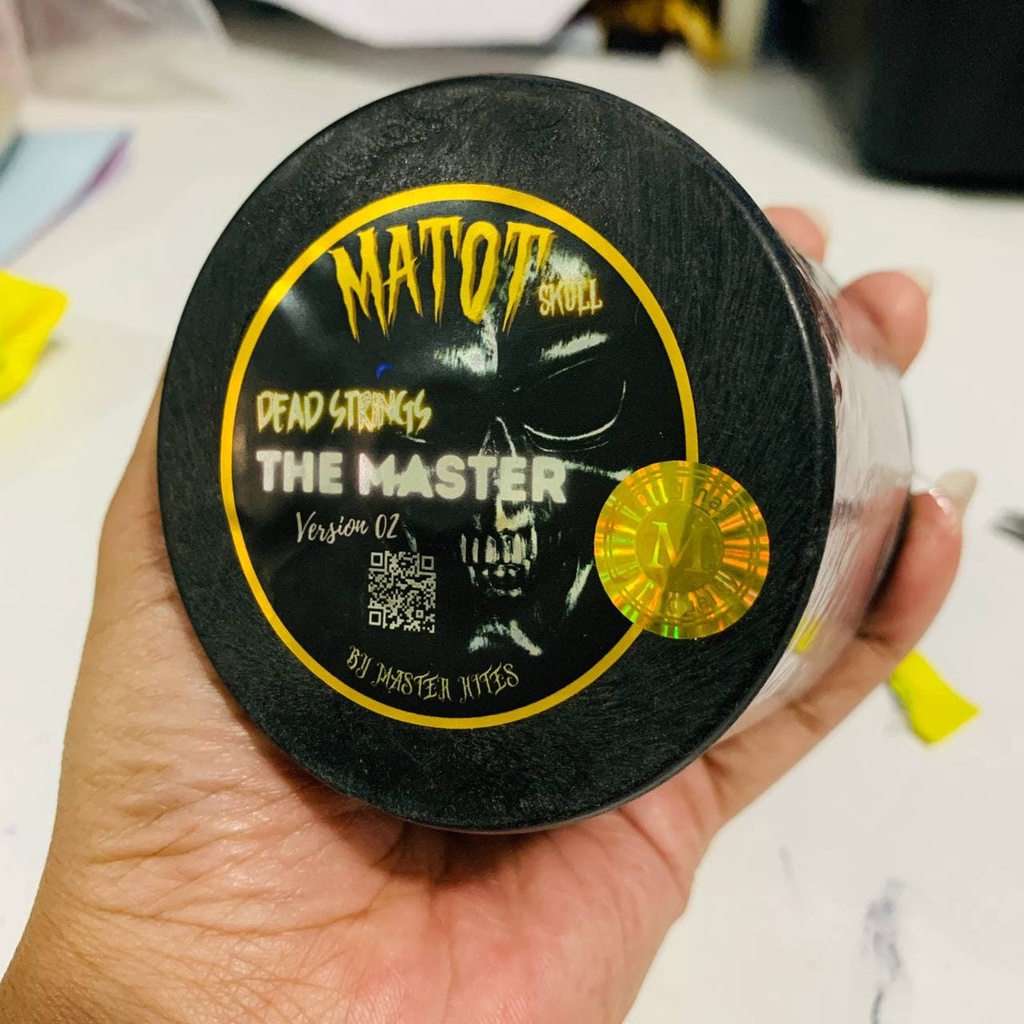 MATOT
SKULL
DEAD STRINGS
THE MASTER
Version 02
BY MASTER KITES
M